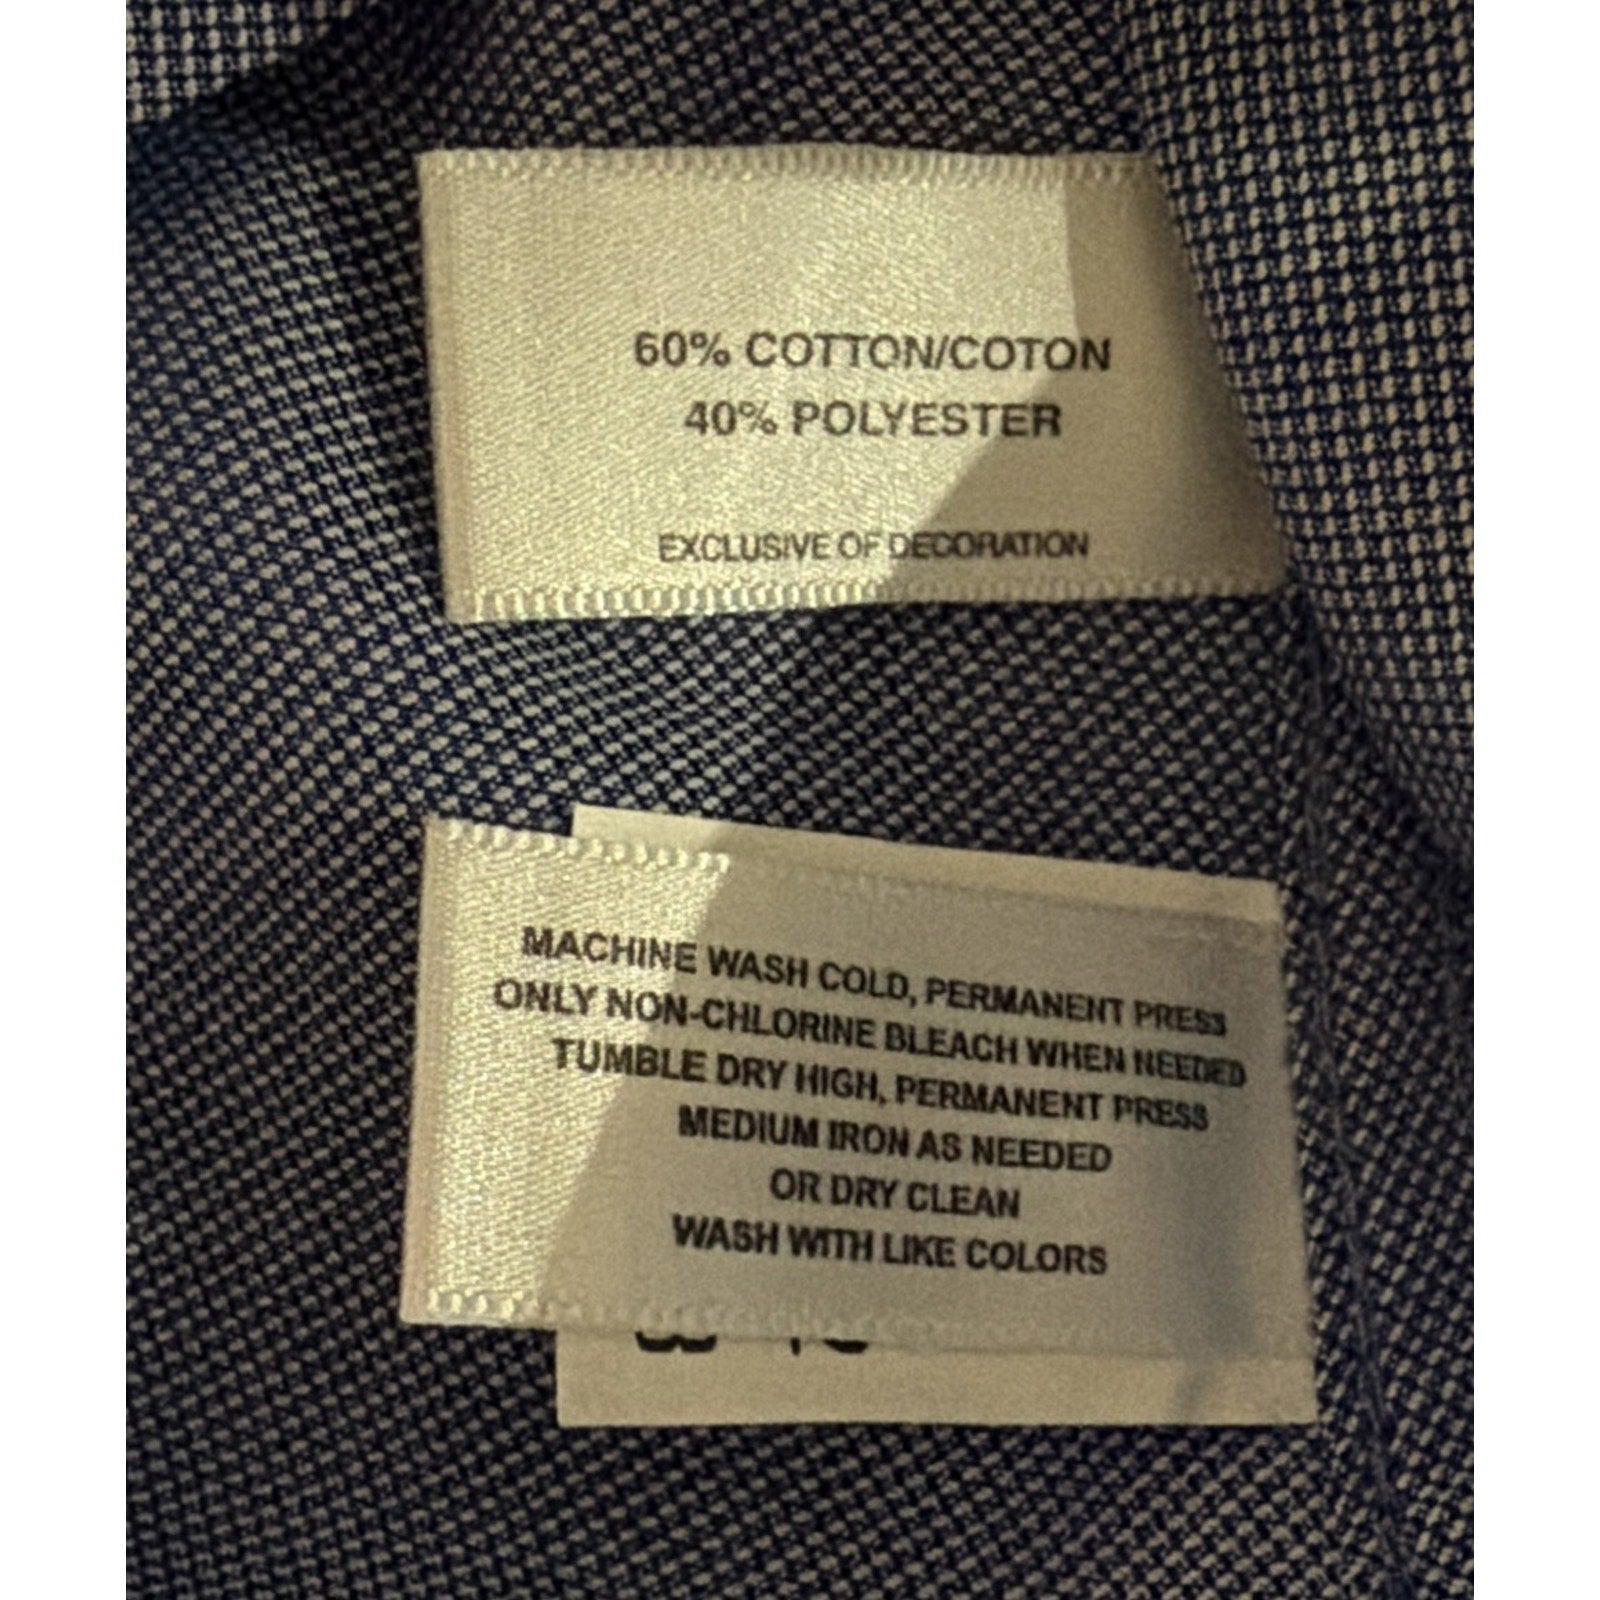 60% COTTON/COTON
40% POLYESTER
EXCLUSIVE OF DECORATION
MACHINE WASH COLD, PERMANENT PRESS
ONLY NON-CHLORINE BLEACH WHEN NEEDED
TUMBLE DRY HIGH, PERMANENT PRESS
MEDIUM IRON AS NEEDED
OR DRY CLEAN
WASH WITH LIKE COLORS